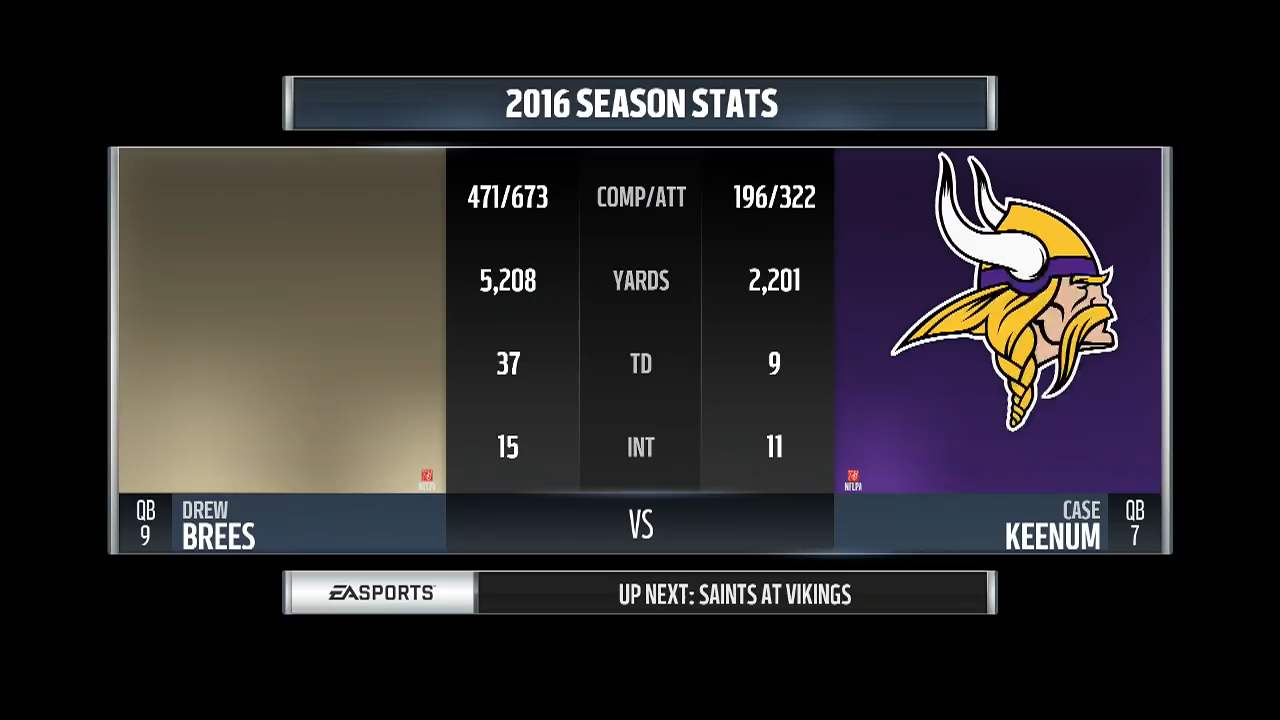 2016 SEASON STATS
471/673 COMP/ATT 196/322
5,208 YARDS 2,201
37 TD 9
15 INT 11
NFLPA
QB 9 DREW BREES
VS
CASE KEENUM QB 7
EA SPORTS
UP NEXT: SAINTS AT VIKINGS